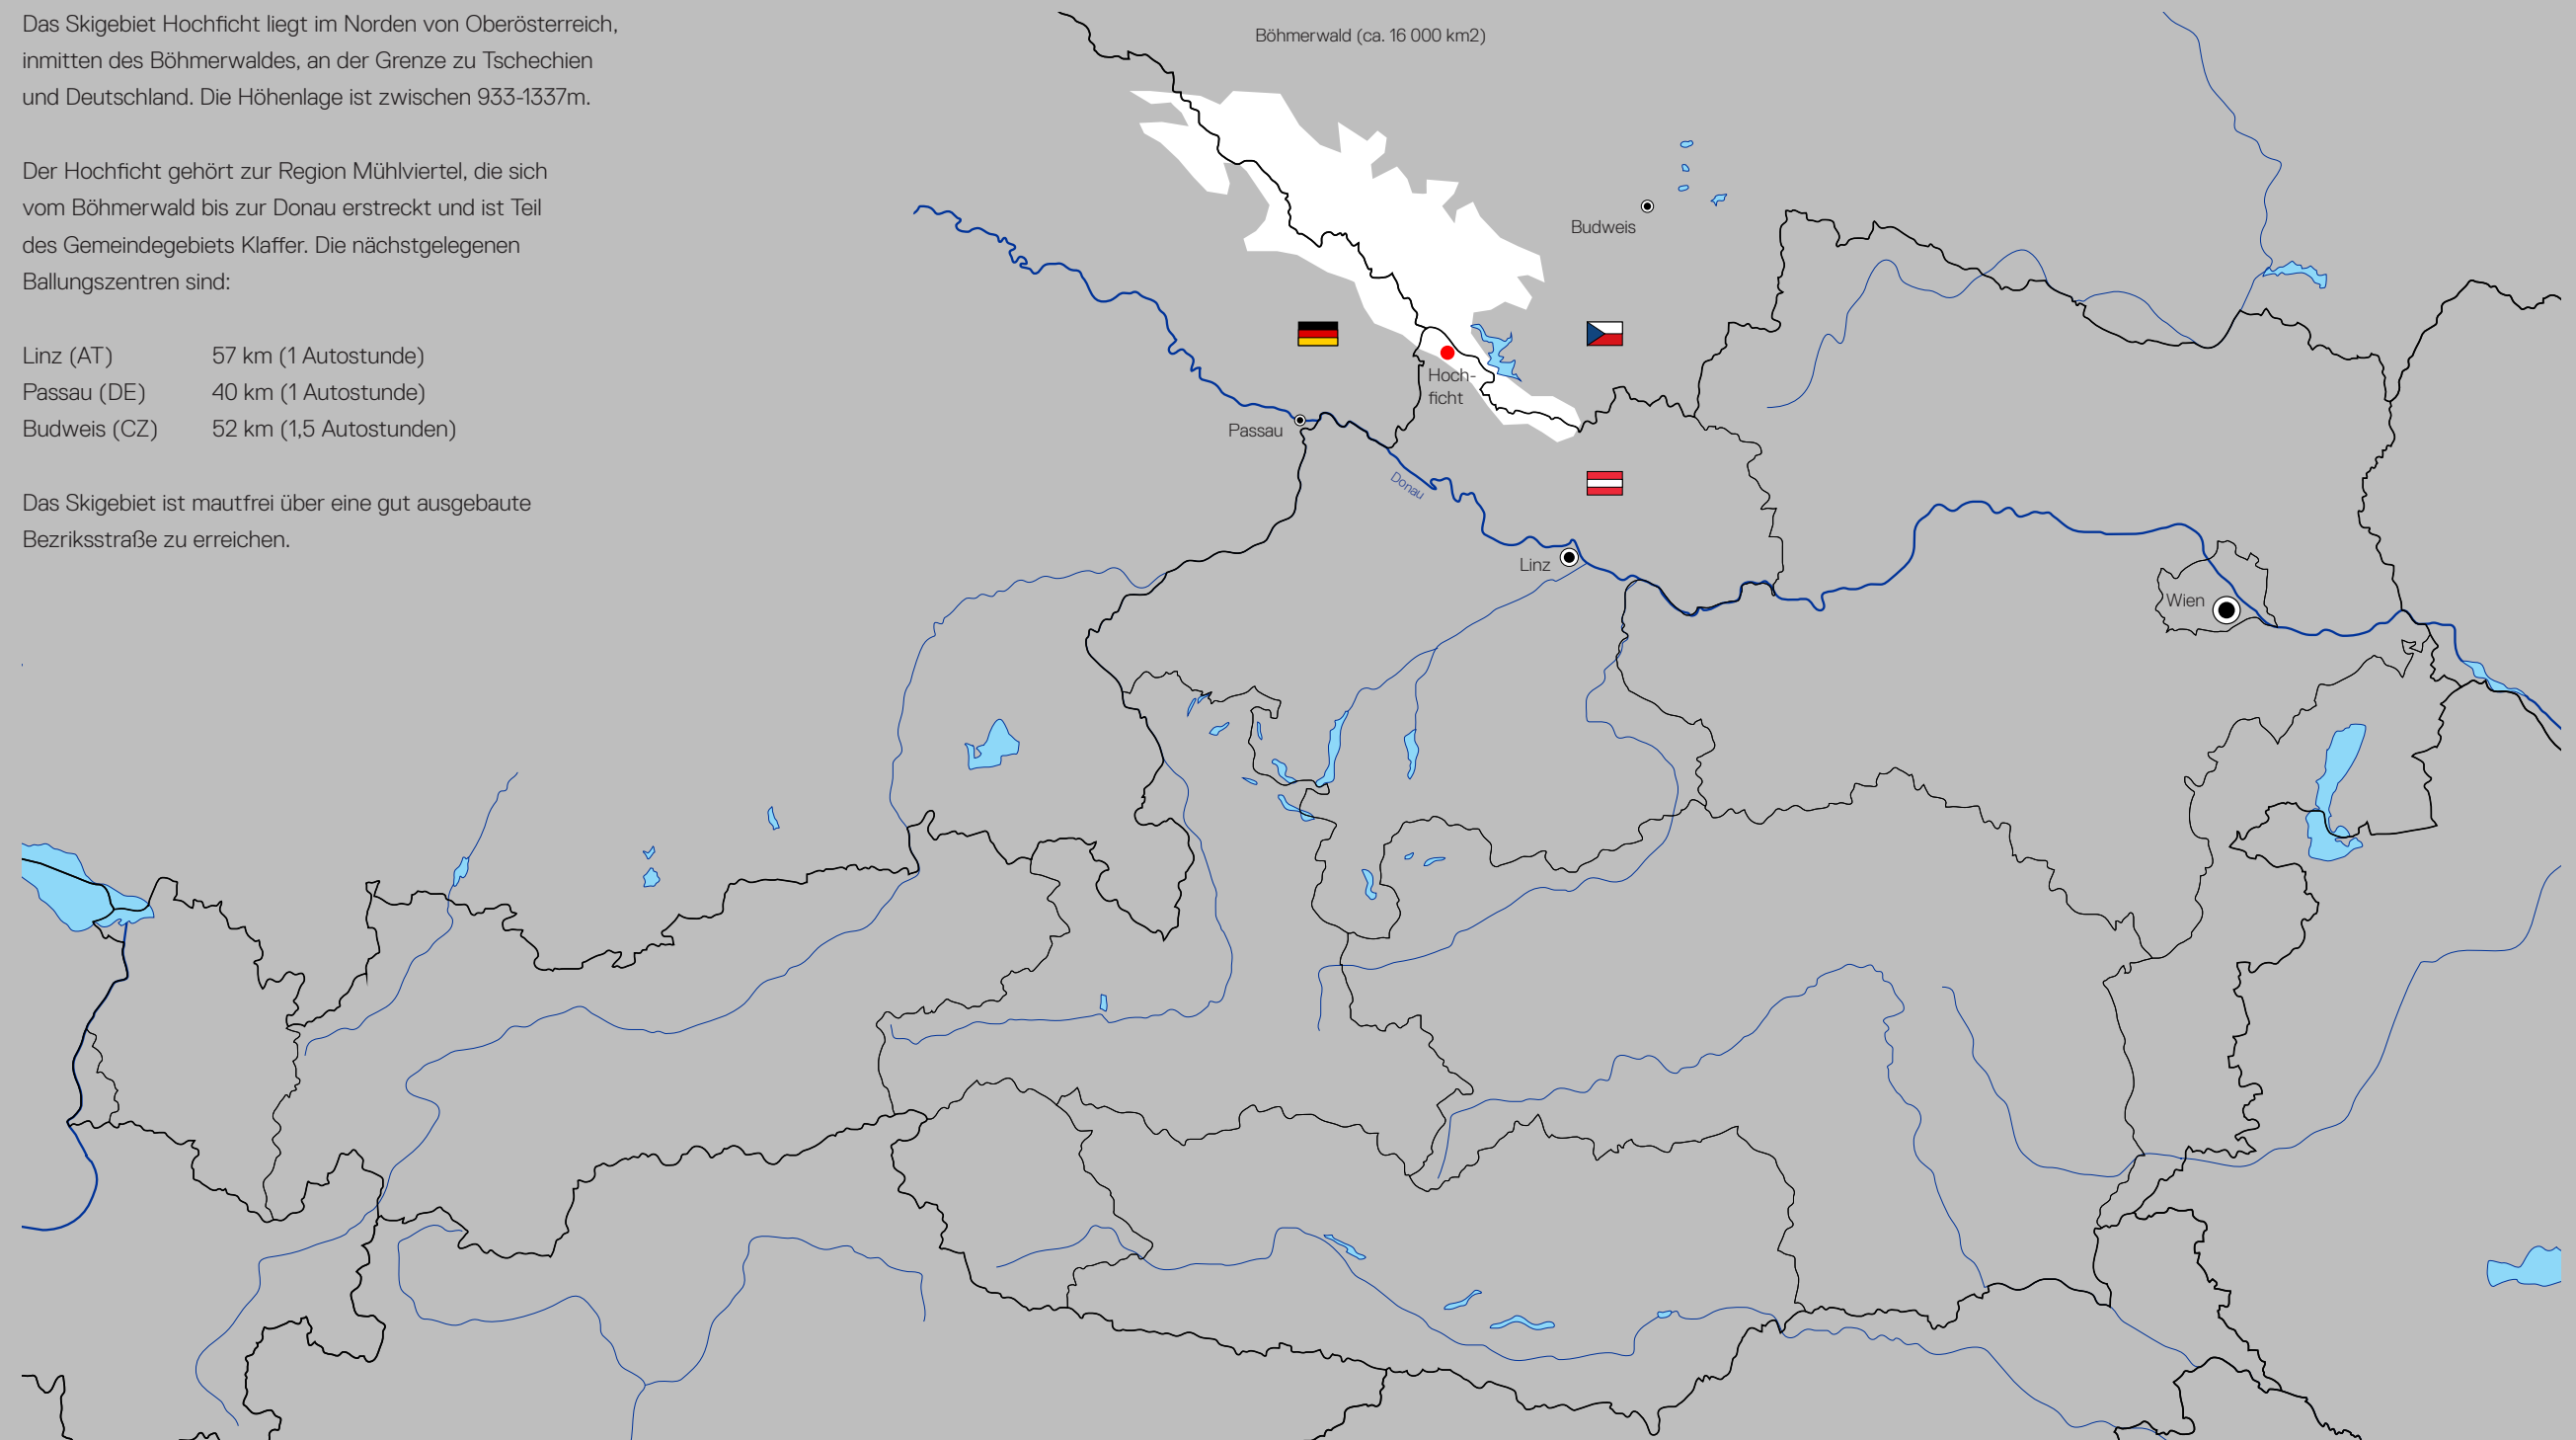 Das Skigebiet Hochficht liegt im Norden von Oberösterreich,
inmitten des Böhmerwaldes, an der Grenze zu Tschechien
und Deutschland. Die Höhenlage ist zwischen 933-1337m.
Der Hochficht gehört zur Region Mühlviertel, die sich
vom Böhmerwald bis zur Donau erstreckt und ist Teil
des Gemeindegebiets Klaffer. Die nächstgelegenen
Ballungszentren sind:
Linz (AT) 57 km (1 Autostunde)
Passau (DE) 40 km (1 Autostunde)
Budweis (CZ) 52 km (1,5 Autostunden)
Das Skigebiet ist mautfrei über eine gut ausgebaute
Bezriksstraße zu erreichen.
Böhmerwald (ca. 16 000 km2)
Budweis
Hoch-
ficht
Passau
Donau
Linz
Wien